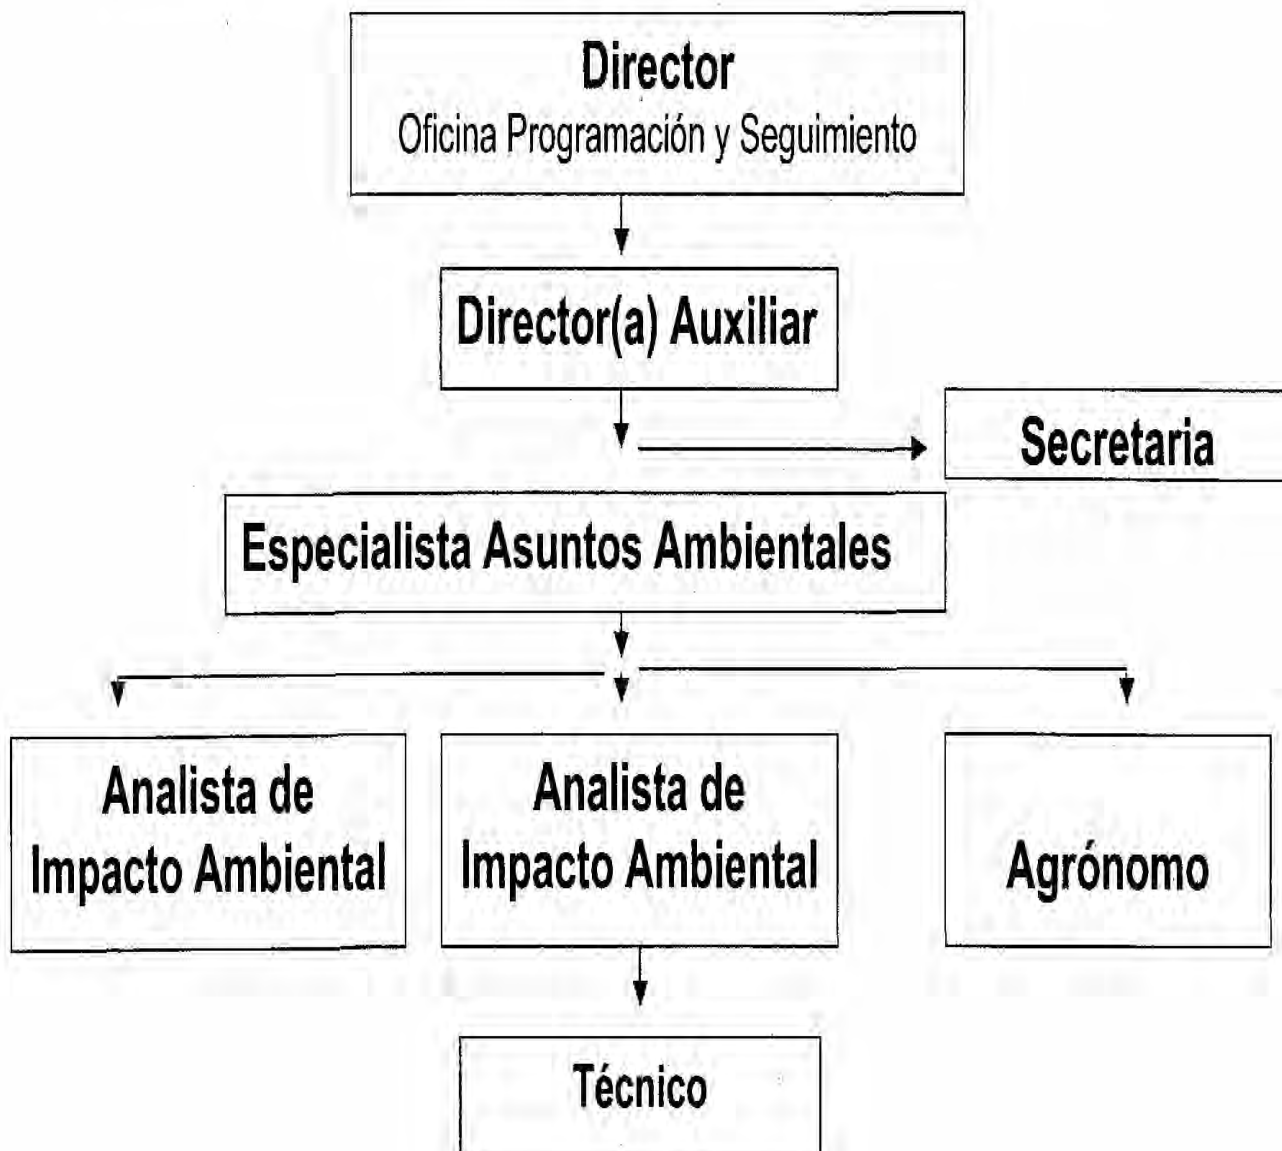 Director
Oficina Programación y Seguimiento
Director(a) Auxiliar
Secretaria
Especialista Asuntos Ambientales
Analista de
Impacto Ambiental
Analista de
Impacto Ambiental
Agrónomo
Técnico